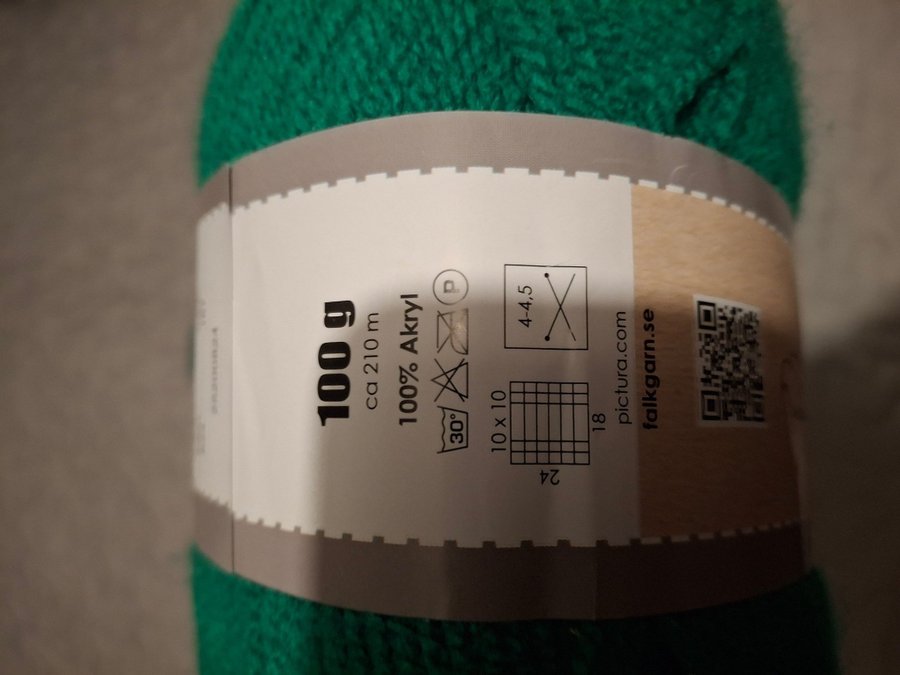 100 g
ca 210 m
100% Akryl
30°
P
4-4,5
10 x 10
24
18
pictura.com
falkgarn.se